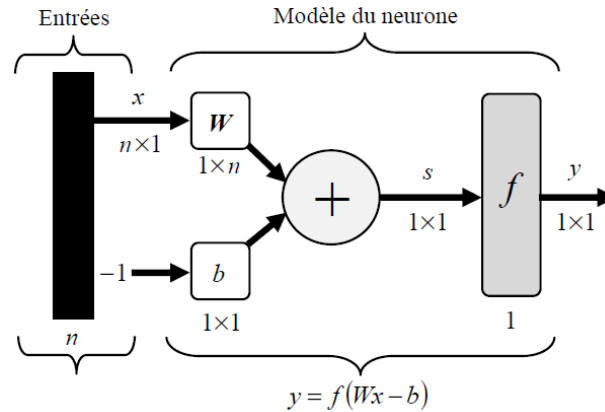 Entrées
Modèle du neurone
x
n×1
W
1×n
+
s
1×1
f
y
1×1
−1
b
1×1
1
n
y = f(Wx − b)